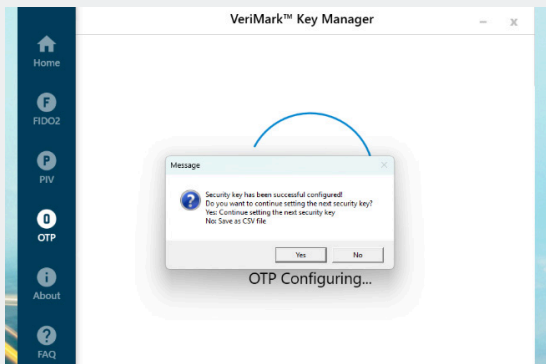 VeriMark™ Key Manager
– x
Home
F
FIDO2
P
PIV
O
OTP
i
About
?
FAQ
Message
×
?
Security key has been successful configured!
Do you want to continue setting the next security key?
Yes: Continue setting the next security key
No: Save as CSV file
Yes No
OTP Configuring...